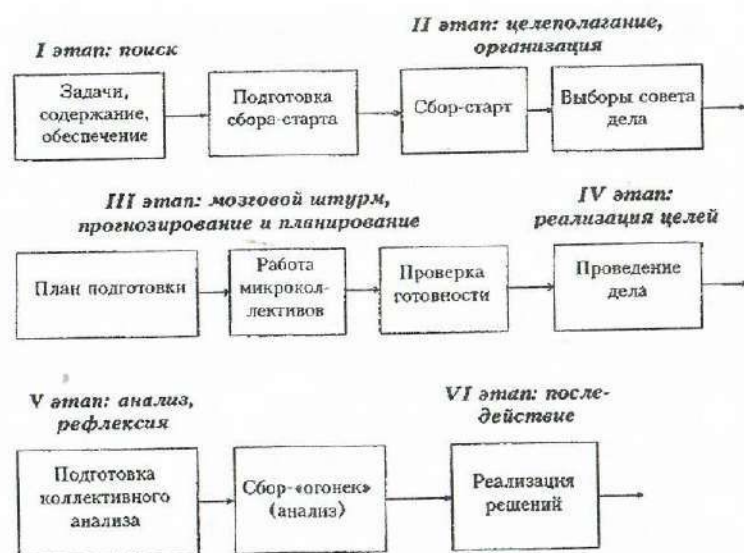 I этап: поиск
II этап: целеполагание,
организация
Задачи,
содержание,
обеспечение
Подготовка
сбора-старта
Сбор-старт
Выборы совета
дела
III этап: мозговой штурм,
прогнозирование и планирование
IV этап:
реализация целей
План подготовки
Работа
микрокол-
лективов
Проверка
готовности
Проведение
дела
V этап: анализ,
рефлексия
VI этап: после-
действие
Подготовка
коллективного
анализа
Сбор-«огонек»
(анализ)
Реализация
решений